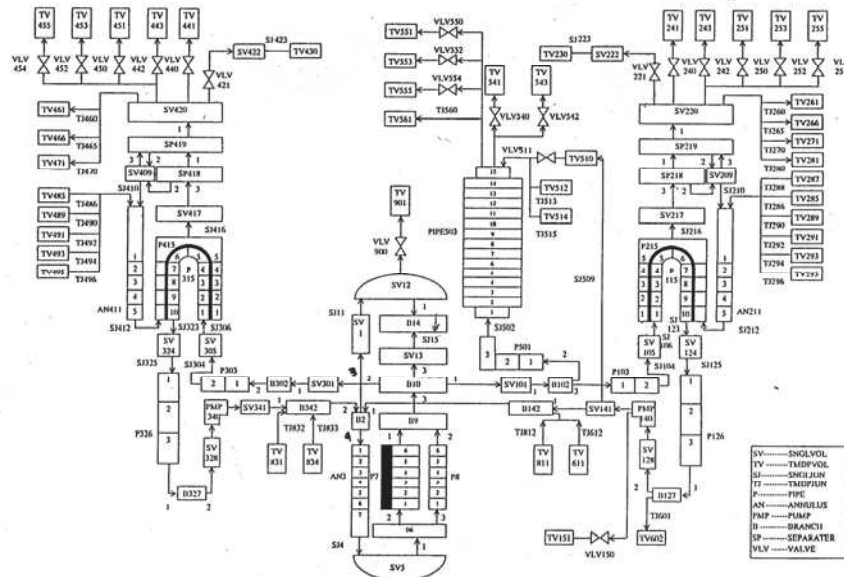 TV 455
TV 453
TV 451
TV 443
TV 441
VLV 454
VLV 452
VLV 450
VLV 442
VLV 440
VLV 421
SV422
SJ423
TV430
SV420
TV461
TJ460
TV466
TJ465
TV471
TJ470
SP419
SV409
SP418
SJ410
SV417
SJ416
TV483
TJ486
TV489
TJ490
TV491
TJ492
TV493
TJ494
TJ496
P415
P 315
AN411
SJ412
SJ323
SJ306
SV 324
SV 305
SJ325
SJ304
P303
B302
SV301
P326
PMP 340
SV341
B342
TJ832
TJ833
TV 831
TV 834
SV 328
B327
TV 901
VLV 900
SV12
SJ11
SV 1
B14
SJ15
SV13
B10
B2
B9
AN3
P7
P8
B6
SJ4
SV5
TV551
VLV550
TV553
VLV552
TV555
VLV554
TV561
TJ560
TV 541
TV 543
VLV540
VLV542
VLV511
TV510
TV512
TJ513
TV514
TJ515
PIPE503
SJ502
P501
SJ509
SV101
B102
P103
B142
SV141
PMP 140
TJ812
TJ612
TV 811
TV 611
SV 128
B127
TJ601
TV602
TV151
VLV150
P126
SJ125
SV 124
SV 105
SJ 106
SJ104
SJ 123
SJ212
AN211
P215
P 115
SJ216
SV217
SP218
SV209
SJ210
SP219
SV220
SJ223
TV230
SV222
VLV 221
TV 241
TV 243
TV 251
TV 253
TV 255
VLV 240
VLV 242
VLV 250
VLV 252
TV261
TJ260
TV266
TJ265
TV271
TJ270
TV281
TJ280
TV287
TJ288
TV285
TJ286
TV289
TJ290
TV291
TJ292
TV293
TJ294
TJ296
SV------SNGLVOL
TV------TMDPVOL
SJ------SNGLJUN
TJ------TMDPJUN
P------PIPE
AN------ANNULUS
PMP------PUMP
B------BRANCH
SP------SEPARATER
VLV------VALVE